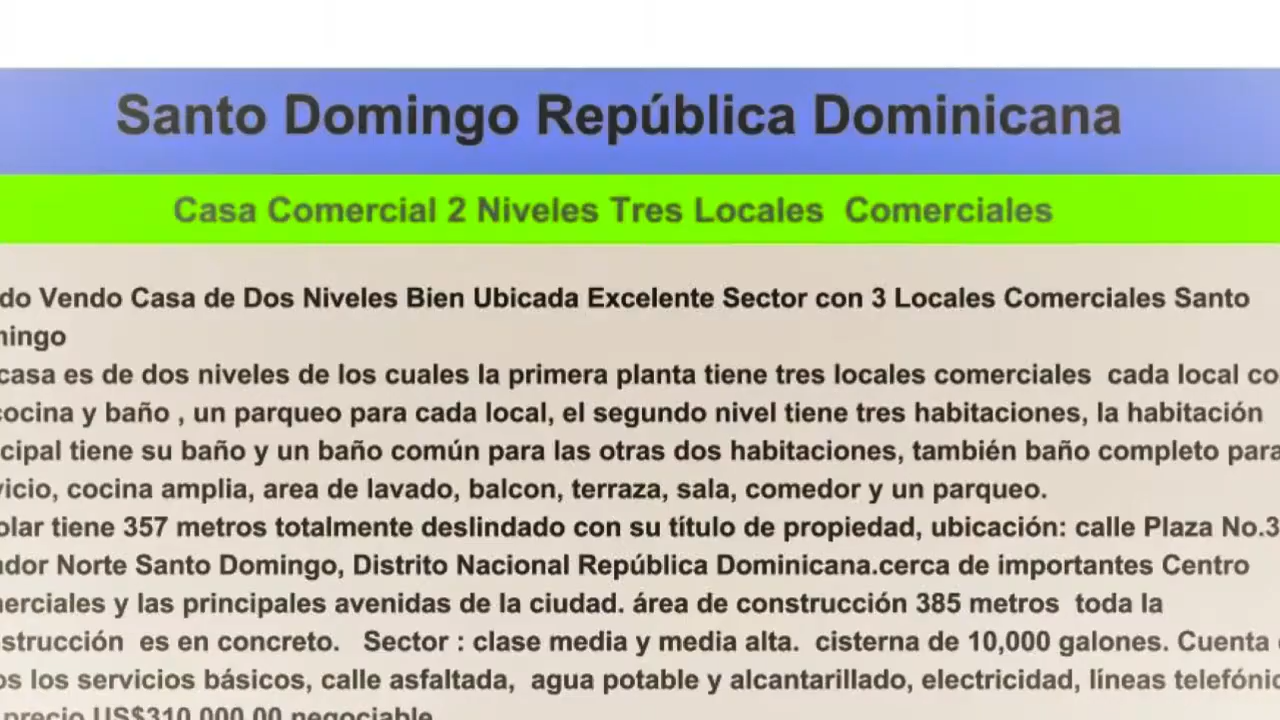 Santo Domingo República Dominicana
Casa Comercial 2 Niveles Tres Locales Comerciales
do Vendo Casa de Dos Niveles Bien Ubicada Excelente Sector con 3 Locales Comerciales Santo
ingo
casa es de dos niveles de los cuales la primera planta tiene tres locales comerciales cada local co
cocina y baño , un parqueo para cada local, el segundo nivel tiene tres habitaciones, la habitación
cipal tiene su baño y un baño común para las otras dos habitaciones, también baño completo para
vicio, cocina amplia, area de lavado, balcon, terraza, sala, comedor y un parqueo.
olar tiene 357 metros totalmente deslindado con su título de propiedad, ubicación: calle Plaza No.3
ador Norte Santo Domingo, Distrito Nacional República Dominicana.cerca de importantes Centro
erciales y las principales avenidas de la ciudad. área de construcción 385 metros toda la
strucción es en concreto. Sector : clase media y media alta. cisterna de 10,000 galones. Cuenta
os los servicios básicos, calle asfaltada, agua potable y alcantarillado, electricidad, líneas telefónic
precio US$310,000.00 negociable